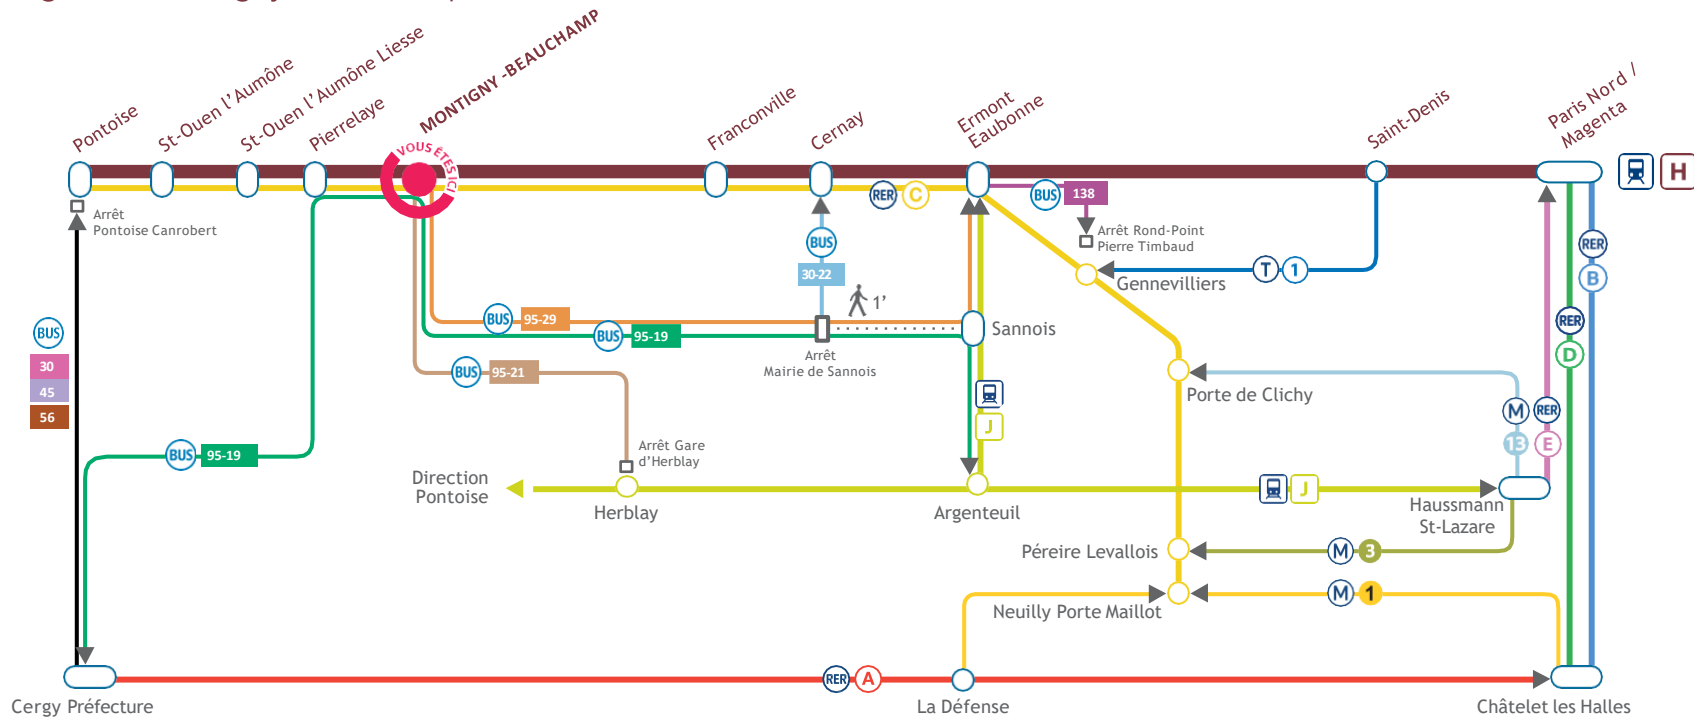 Pontoise
St-Ouen l'Aumône
St-Ouen l'Aumône Liesse
Pierrelaye
MONTIGNY -BEAUCHAMP
Franconville
Cernay
Ermont
Eaubonne
Saint-Denis
Paris Nord /
Magenta
H
VOUS ÊTES ICI
RER C
BUS 138
Arrêt
Pontoise Canrobert
Arrêt Rond-Point
Pierre Timbaud
BUS
30-22
RER
B
T 1
Gennevilliers
1'
BUS 95-29
BUS 95-19
Sannois
RER
D
BUS
30
45
56
Arrêt
Mairie de Sannois
BUS 95-21
Porte de Clichy
M
13
RER
E
J
BUS 95-19
Arrêt Gare
d'Herblay
Direction
Pontoise
J
Herblay
Argenteuil
Haussmann
St-Lazare
Péreire Levallois
M 3
Neuilly Porte Maillot
M 1
RER A
Cergy Préfecture
La Défense
Châtelet les Halles